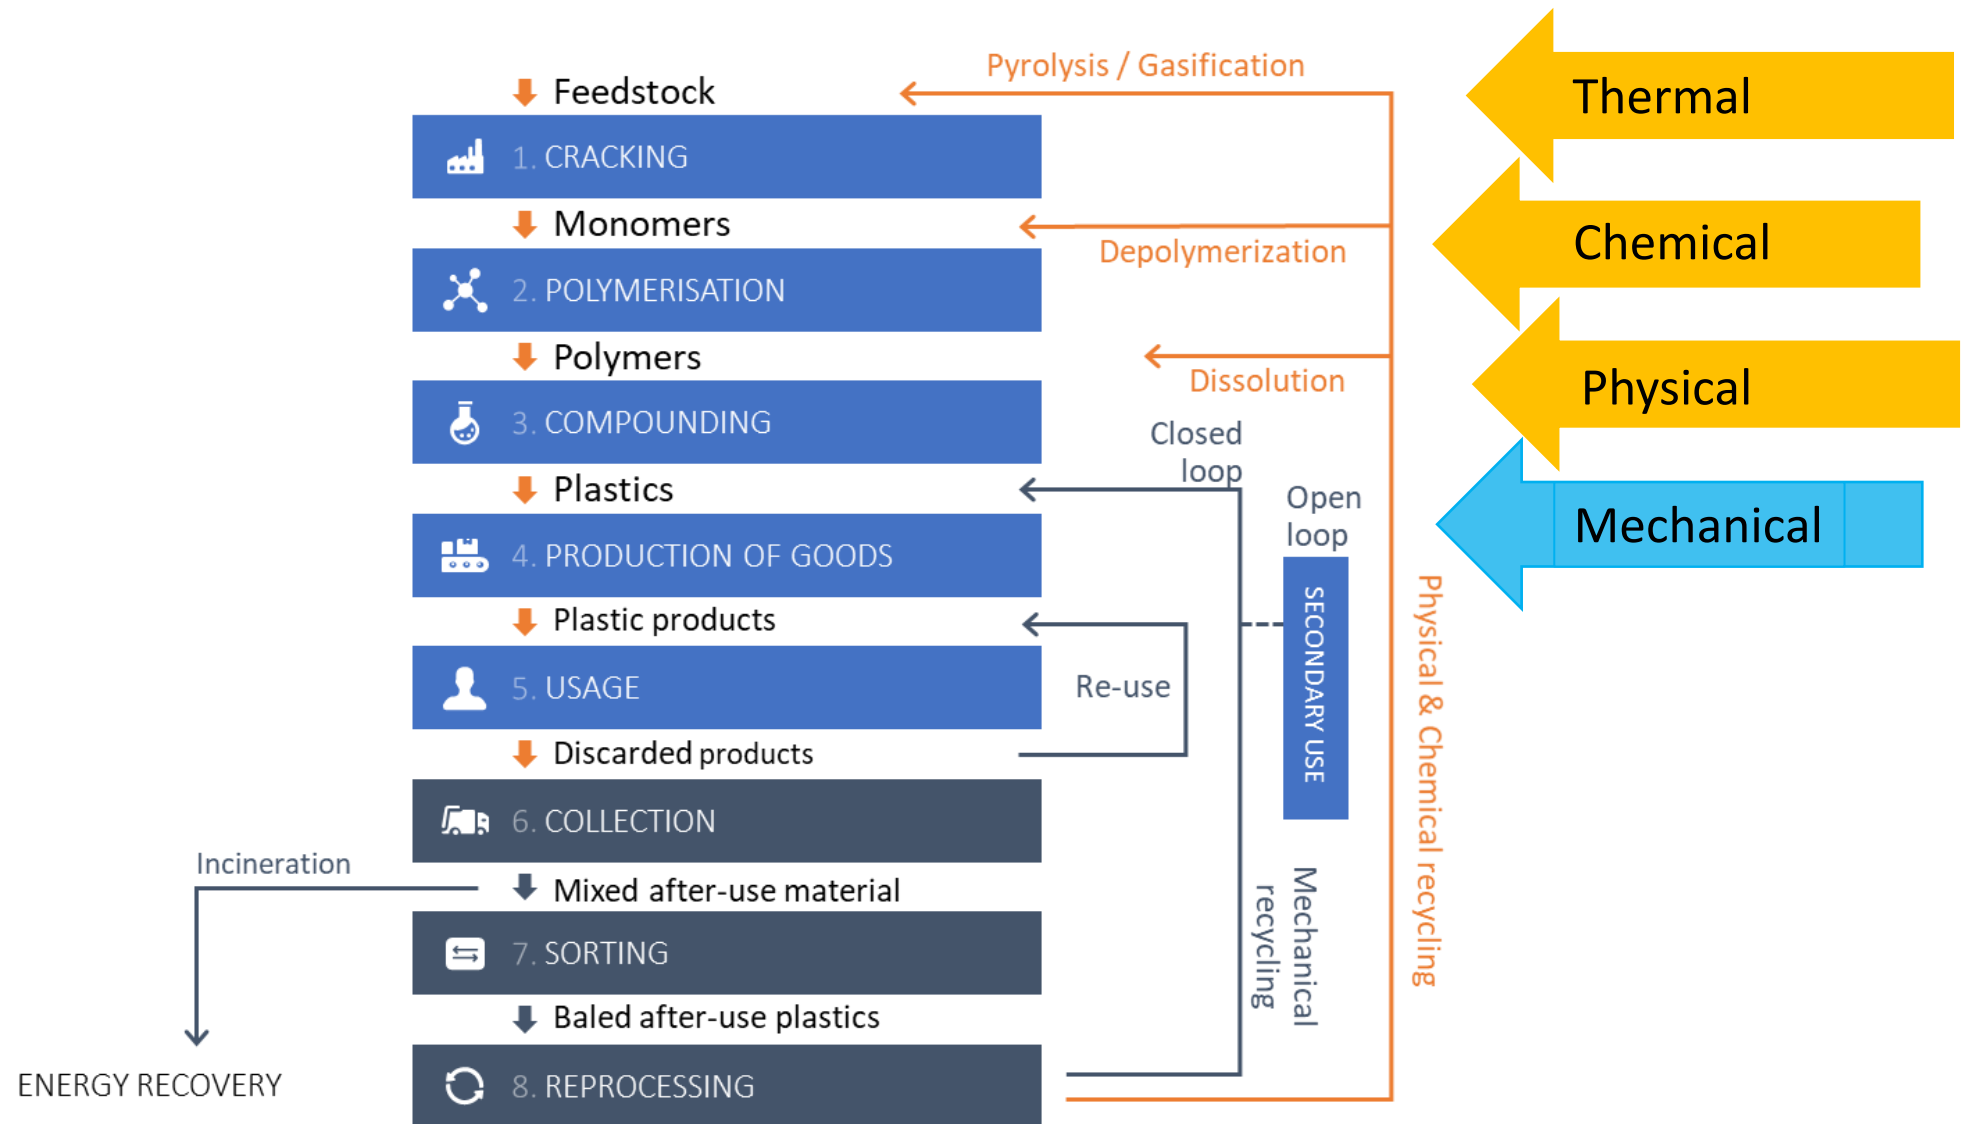 Pyrolysis / Gasification
Thermal
Feedstock
1. CRACKING
Monomers
Depolymerization
Chemical
2. POLYMERISATION
Polymers
Dissolution
Physical
3. COMPOUNDING
Closed
loop
Plastics
Open
loop
Mechanical
4. PRODUCTION OF GOODS
Plastic products
SECONDARY USE
Physical & Chemical recycling
5. USAGE
Re-use
Discarded products
6. COLLECTION
Incineration
Mixed after-use material
Mechanical
recycling
7. SORTING
Baled after-use plastics
ENERGY RECOVERY
8. REPROCESSING